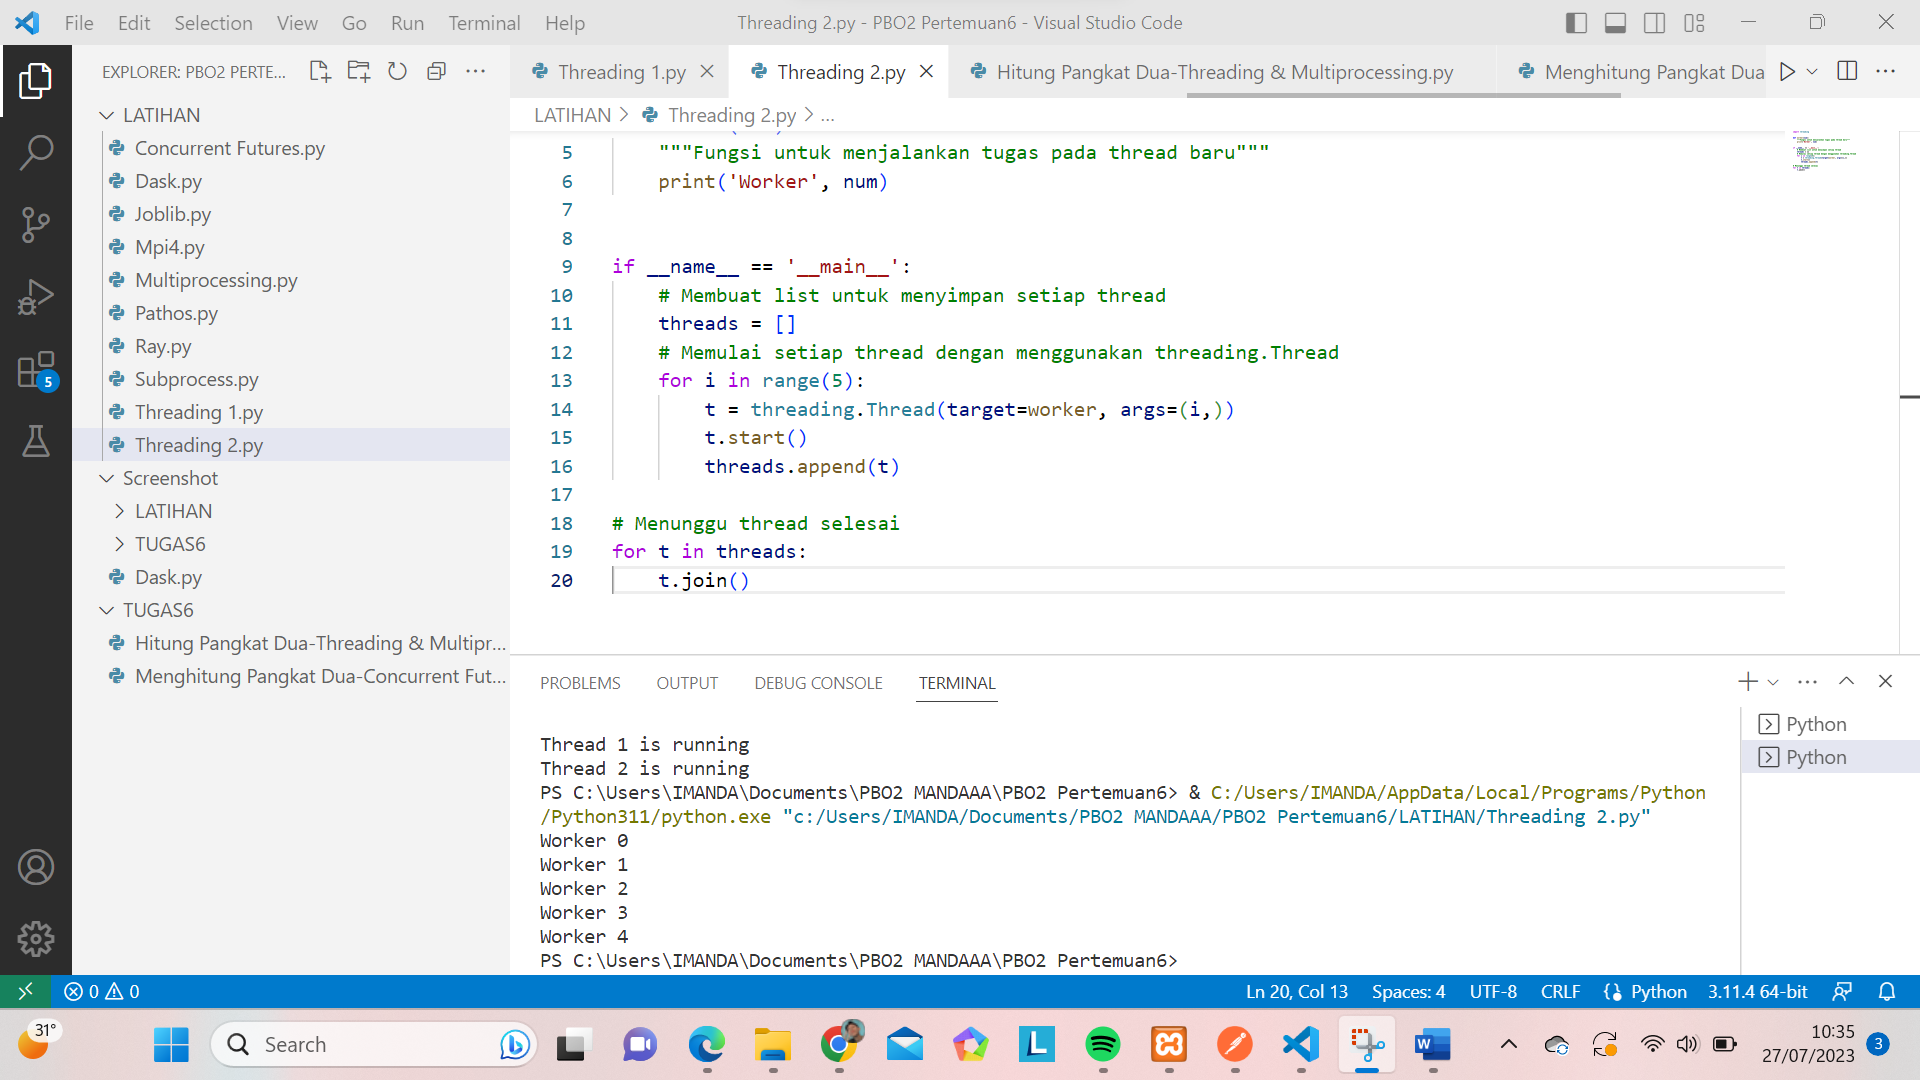 File Edit Selection View Go Run Terminal Help
Threading 2.py - PBO2 Pertemuan6 - Visual Studio Code
EXPLORER: PBO2 PERTE...
LATIHAN
Concurrent Futures.py
Dask.py
Joblib.py
Mpi4.py
Multiprocessing.py
Pathos.py
Ray.py
Subprocess.py
Threading 1.py
Threading 2.py
Screenshot
LATIHAN
TUGAS6
Dask.py
TUGAS6
Hitung Pangkat Dua-Threading & Multipr...
Menghitung Pangkat Dua-Concurrent Fut...
5
Threading 1.py
Threading 2.py
Hitung Pangkat Dua-Threading & Multiprocessing.py
Menghitung Pangkat Dua
LATIHAN > Threading 2.py > ...
5 """Fungsi untuk menjalankan tugas pada thread baru"""
6 print('Worker', num)
7
8
9 if __name__ == '__main__':
10 # Membuat list untuk menyimpan setiap thread
11 threads = []
12 # Memulai setiap thread dengan menggunakan threading.Thread
13 for i in range(5):
14 t = threading.Thread(target=worker, args=(i,))
15 t.start()
16 threads.append(t)
17
18 # Menunggu thread selesai
19 for t in threads:
20 t.join()
PROBLEMS OUTPUT DEBUG CONSOLE TERMINAL
Thread 1 is running
Thread 2 is running
PS C:\Users\IMANDA\Documents\PBO2 MANDAAA\PBO2 Pertemuan6> & C:/Users/IMANDA/AppData/Local/Programs/Python
/Python311/python.exe "c:/Users/IMANDA/Documents/PBO2 MANDAAA/PBO2 Pertemuan6/LATIHAN/Threading 2.py"
Worker 0
Worker 1
Worker 2
Worker 3
Worker 4
PS C:\Users\IMANDA\Documents\PBO2 MANDAAA\PBO2 Pertemuan6>
Python
Python
0 0
Ln 20, Col 13 Spaces: 4 UTF-8 CRLF Python 3.11.4 64-bit
31°
Search
10:35
27/07/2023
3